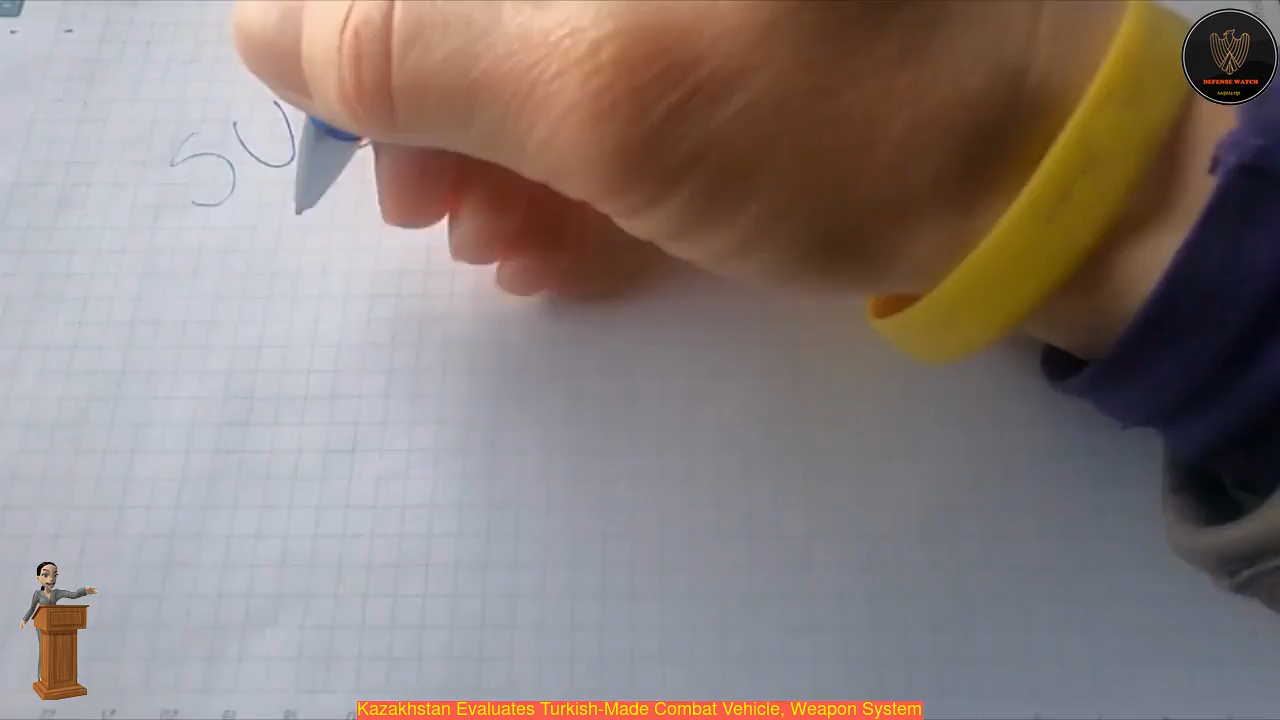 DEFENSE WATCH
SU
Kazakhstan Evaluates Turkish-Made Combat Vehicle, Weapon System